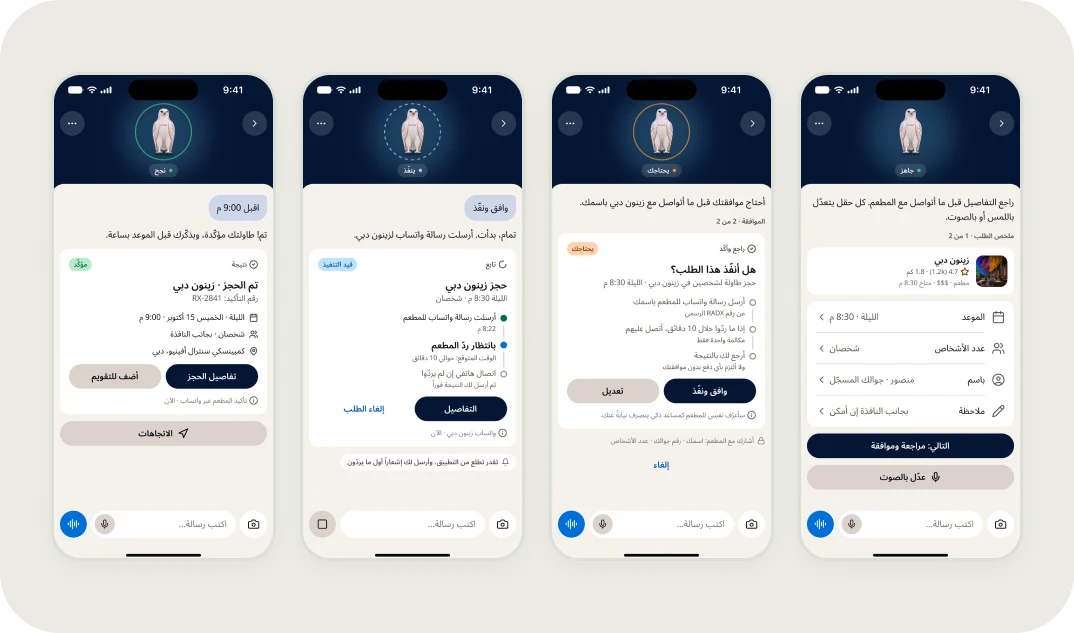 9:41
جاهز
راجع التفاصيل قبل ما أتواصل مع المطعم. كل حقل يتعدّل
باللمس أو بالصوت.
ملخص الطلب · 1 من 2
زيتون دبي
4.7 (1.2k) · 1.8 كم
مطعم · $$$ · متاح 8:30 م
الموعد
الليلة · 8:30 م
عدد الأشخاص
شخصان
باسم
منصور · جوالك المسجّل
ملاحظة
بجانب النافذة إن أمكن
التالي: مراجعة وموافقة
عدّل بالصوت
اكتب رسالة...
9:41
يحتاجك
أحتاج موافقتك قبل ما أتواصل مع زيتون دبي باسمك.
الموافقة · 2 من 2
راجع وأكّد
يحتاجك
هل أنفّذ هذا الطلب؟
حجز طاولة لشخصين في زيتون دبي · الليلة 8:30 م
أرسل رسالة واتساب للمطعم باسمك
من رقم RADX الرسمي
إذا ما ردّوا خلال 10 دقائق، أتصل عليهم
مكالمة واحدة فقط
أرجع لك بالنتيجة
ولا ألتزم بأي دفع بدون موافقتك
وافق ونفّذ
تعديل
سأعرّف نفسي للمطعم كمساعد ذكي يتصرف نيابةً عنك.
أشارك مع المطعم: اسمك · رقم جوالك · عدد الأشخاص
إلغاء
اكتب رسالة...
9:41
ينفّذ
وافق ونفّذ
تمام، بدأت. أرسلت رسالة واتساب لزيتون دبي.
تابع
قيد التنفيذ
حجز زيتون دبي
الليلة 8:30 م · شخصان
أرسلت رسالة واتساب للمطعم
8:22 م
بانتظار ردّ المطعم
الوقت المتوقع: حوالي 10 دقائق
اتصال هاتفي إن لم يردّوا
ثم أرسل لك النتيجة فوراً
التفاصيل
إلغاء الطلب
واتساب زيتون دبي · الآن
تقدر تطلع من التطبيق، وأرسل لك إشعاراً أول ما يردّون
اكتب رسالة...
9:41
نجح
اقبل 9:00 م
تم! طاولتك مؤكّدة، وبذكّرك قبل الموعد بساعة.
نتيجة
مؤكّد
تم الحجز · زيتون دبي
رقم التأكيد: RX-2841
الليلة · الخميس 15 أكتوبر · 9:00 م
شخصان · بجانب النافذة
كمبينسكي سنترال أفينيو، دبي
تفاصيل الحجز
أضف للتقويم
تأكيد المطعم عبر واتساب · الآن
الاتجاهات
اكتب رسالة...